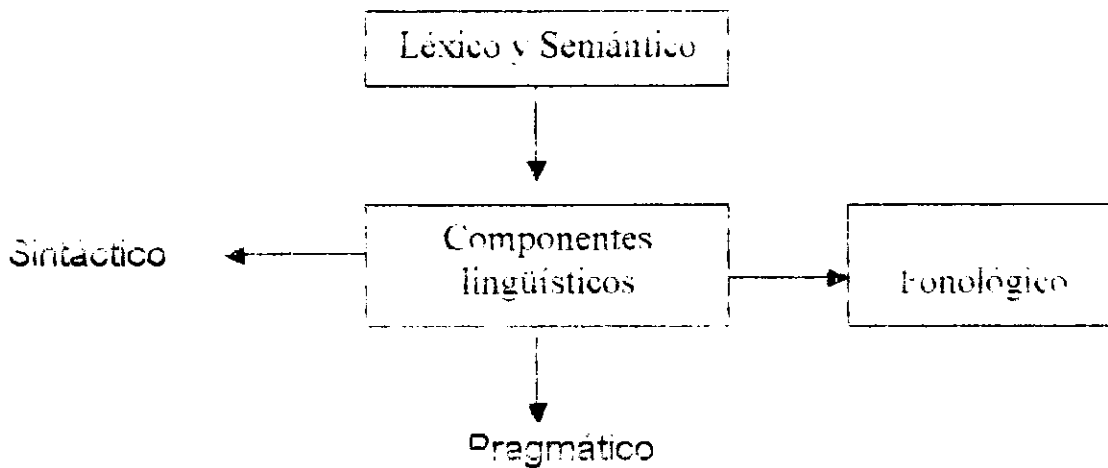 Léxico y Semántico
Componentes
lingüísticos
Sintáctico
Fonológico
Pragmático